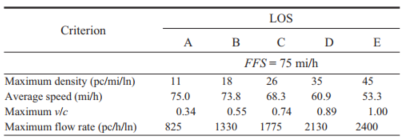 Criterion LOS
A B C D E
FFS = 75 mi/h
Maximum density (pc/mi/ln) 11 18 26 35 45
Average speed (mi/h) 75.0 73.8 68.3 60.9 53.3
Maximum v/c 0.34 0.55 0.74 0.89 1.00
Maximum flow rate (pc/h/ln) 825 1330 1775 2130 2400